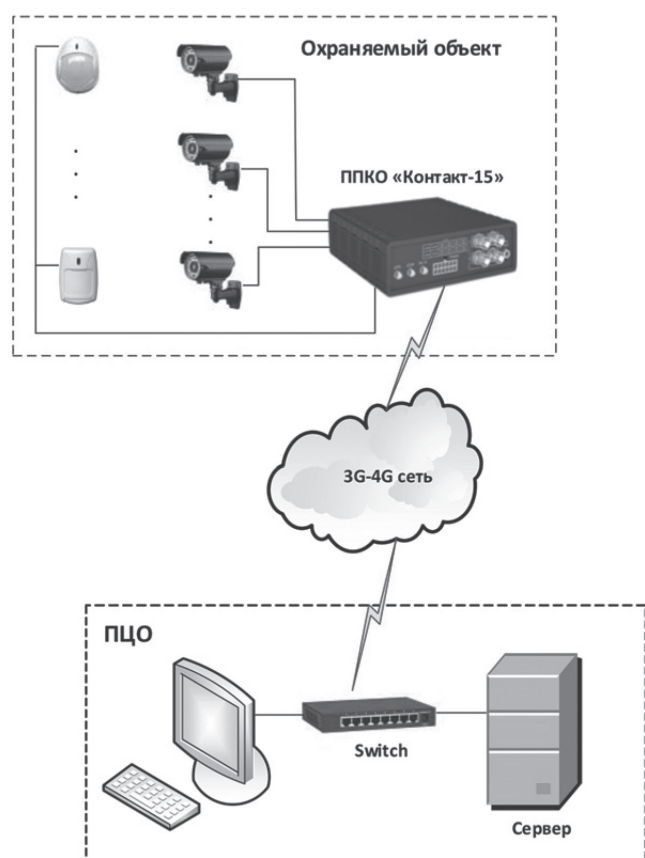 Охраняемый объект
ППКО «Контакт-15»
3G-4G сеть
ПЦО
Switch
Сервер